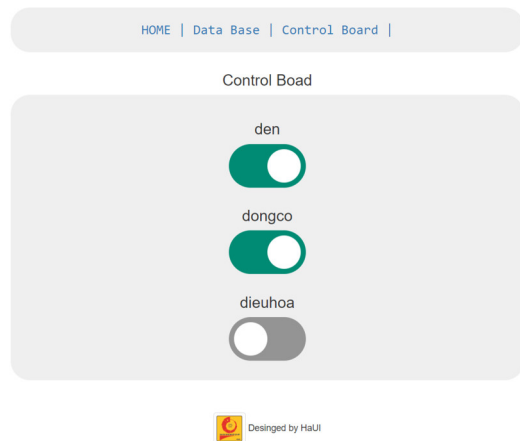 HOME | Data Base | Control Board |
Control Boad
den
dongco
dieuhoa
Desinged by HaUI